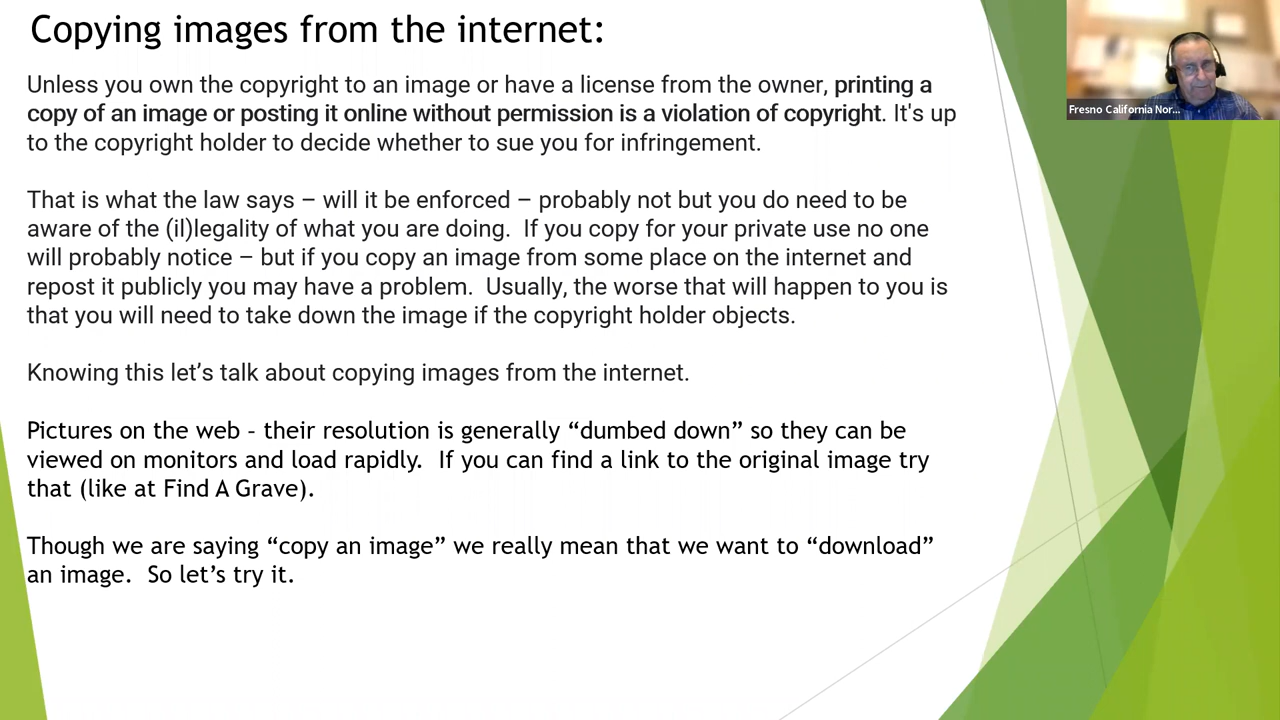 Copying images from the internet:
Unless you own the copyright to an image or have a license from the owner, printing a
copy of an image or posting it online without permission is a violation of copyright. It's up
to the copyright holder to decide whether to sue you for infringement.
That is what the law says – will it be enforced – probably not but you do need to be
aware of the (il)legality of what you are doing.  If you copy for your private use no one
will probably notice – but if you copy an image from some place on the internet and
repost it publicly you may have a problem.  Usually, the worse that will happen to you is
that you will need to take down the image if the copyright holder objects.
Knowing this let’s talk about copying images from the internet.
Pictures on the web - their resolution is generally “dumbed down” so they can be
viewed on monitors and load rapidly.  If you can find a link to the original image try
that (like at Find A Grave).
Though we are saying “copy an image” we really mean that we want to “download”
an image.  So let’s try it.
Fresno California Nor...